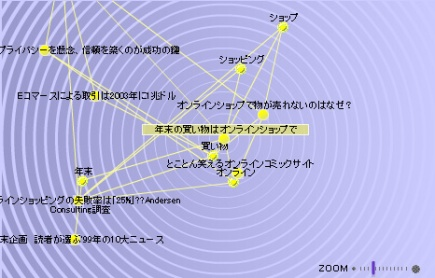 ショップ
プライバシーを懸念、信頼を築くのが成功の鍵
ショッピング
Eコマースによる取引は2003年に1兆ドル
オンラインショップで物が売れないのはなぜ？
年末の買い物はオンラインショップで
買い物
とことん笑えるオンラインコミックサイト
年末
オンライン
ラインショッピングの失敗率は「25%」??Andersen
Consulting調査
末企画 読者が選ぶ'99年の10大ニュース
ZOOM